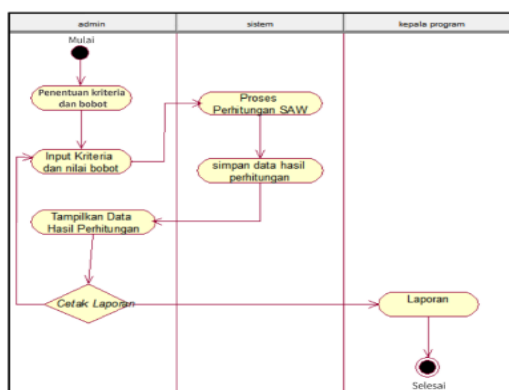 admin
sistem
kepala program
Mulai
Penentuan kriteria
dan bobot
Proses
Perhitungan SAW
Input Kriteria
dan nilai bobot
simpan data hasil
perhitungan
Tampilkan Data
Hasil Perhitungan
Cetak Laporan
Laporan
Selesai